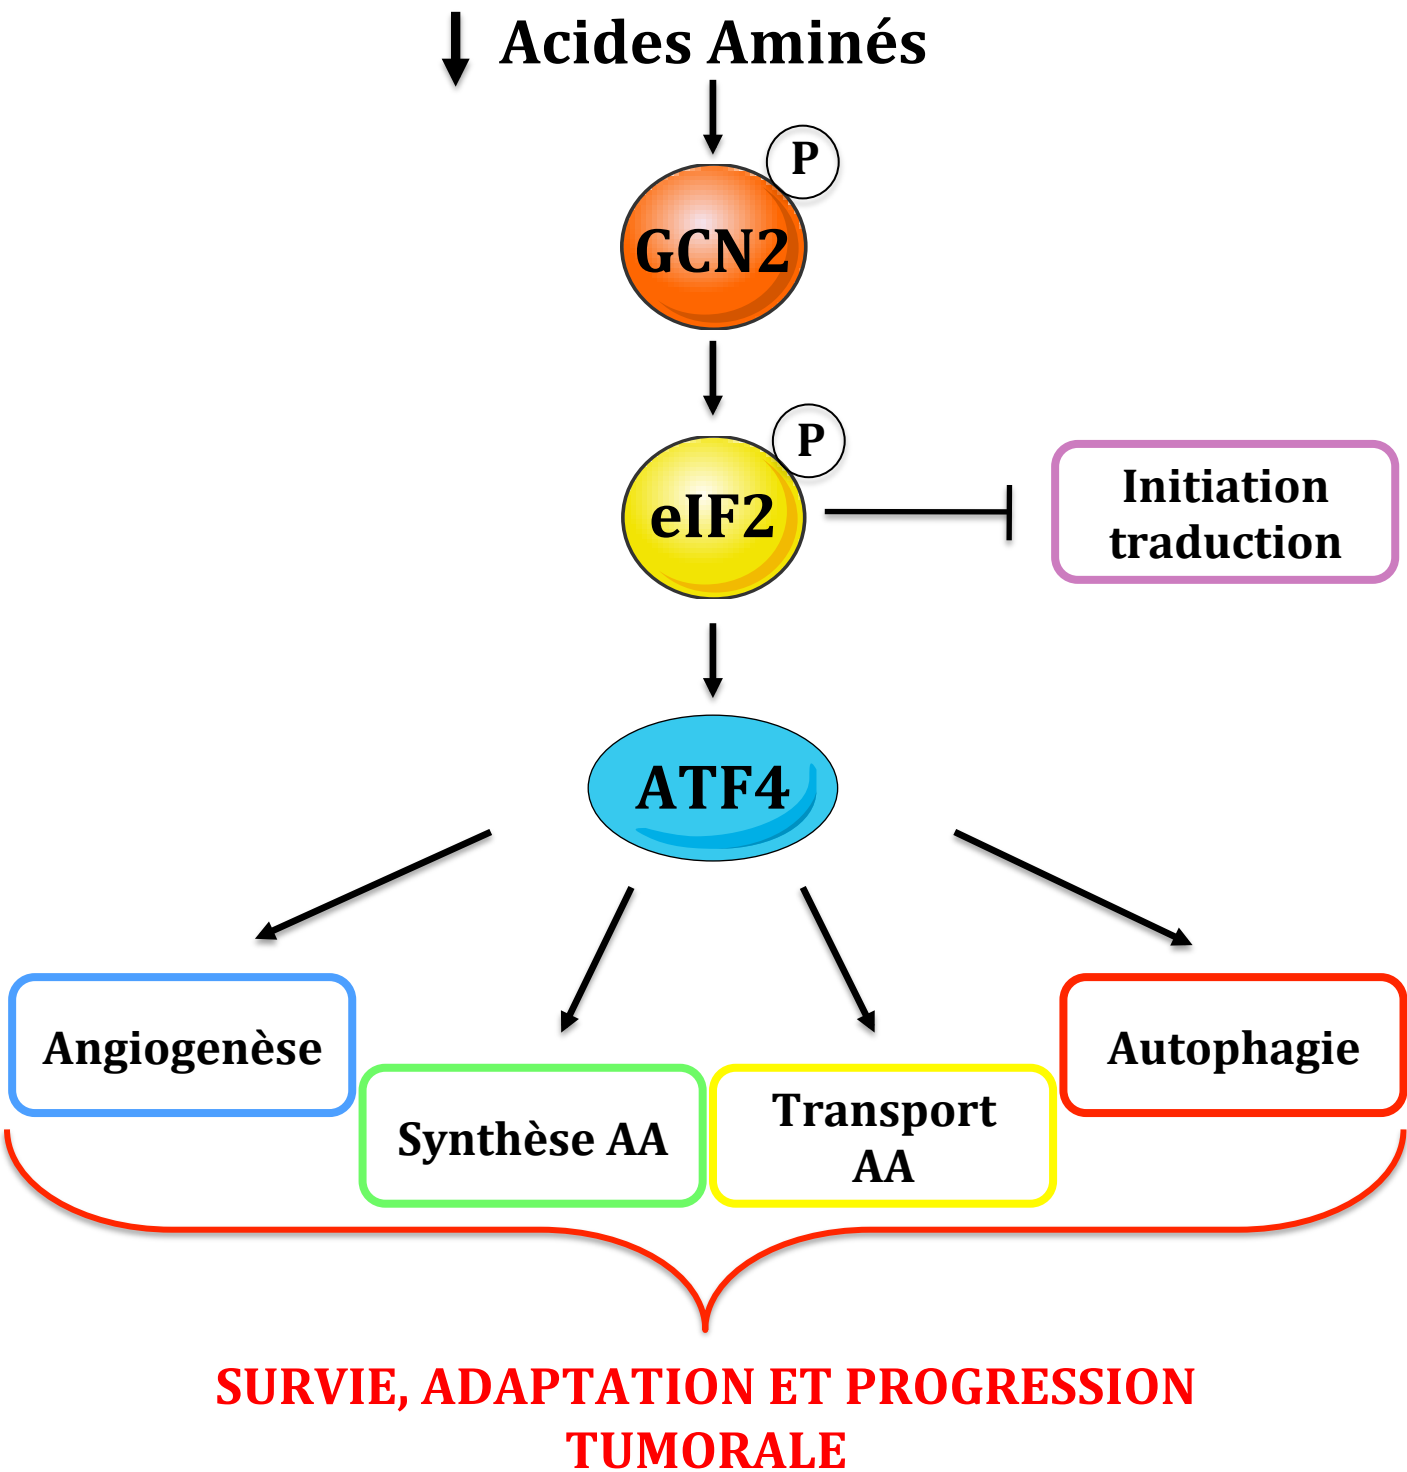 Acides Aminés
P
GCN2
P
eIF2
Initiation
traduction
ATF4
Angiogenèse
Synthèse AA
Transport
AA
Autophagie
SURVIE, ADAPTATION ET PROGRESSION
TUMORALE